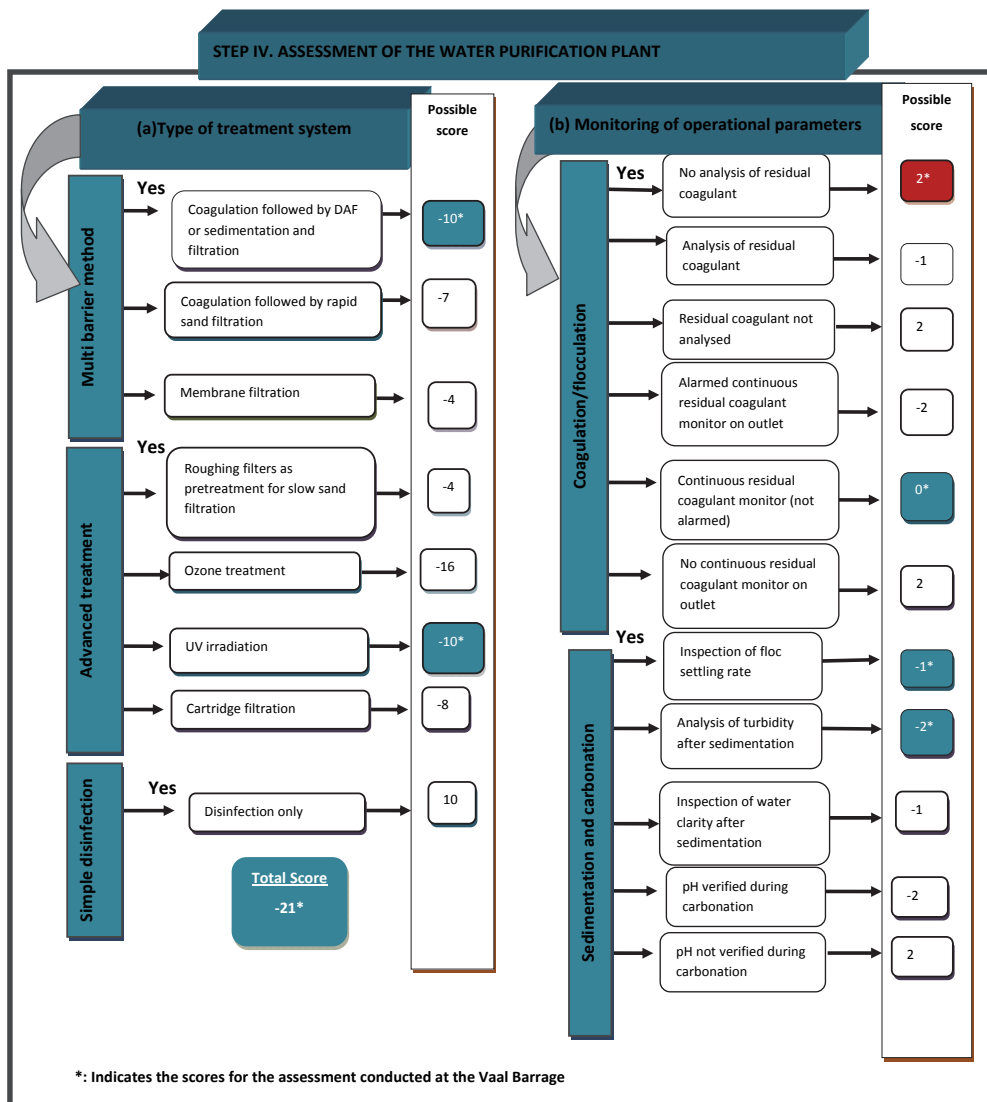 STEP IV. ASSESSMENT OF THE WATER PURIFICATION PLANT
(a)Type of treatment system
Possible
score
Multi barrier method
Yes
Coagulation followed by DAF
or sedimentation and
filtration
-10*
Coagulation followed by rapid
sand filtration
-7
Membrane filtration
-4
Advanced treatment
Yes
Roughing filters as
pretreatment for slow sand
filtration
-4
Ozone treatment
-16
UV irradiation
-10*
Cartridge filtration
-8
Simple disinfection
Yes
Disinfection only
10
Total Score
-21*
(b) Monitoring of operational parameters
Possible
score
Coagulation/flocculation
Yes
No analysis of residual
coagulant
2*
Analysis of residual
coagulant
-1
Residual coagulant not
analysed
2
Alarmed continuous
residual coagulant
monitor on outlet
-2
Continuous residual
coagulant monitor (not
alarmed)
0*
No continuous residual
coagulant monitor on
outlet
2
Sedimentation and carbonation
Yes
Inspection of floc
settling rate
-1*
Analysis of turbidity
after sedimentation
-2*
Inspection of water
clarity after
sedimentation
-1
pH verified during
carbonation
-2
pH not verified during
carbonation
2
*: Indicates the scores for the assessment conducted at the Vaal Barrage